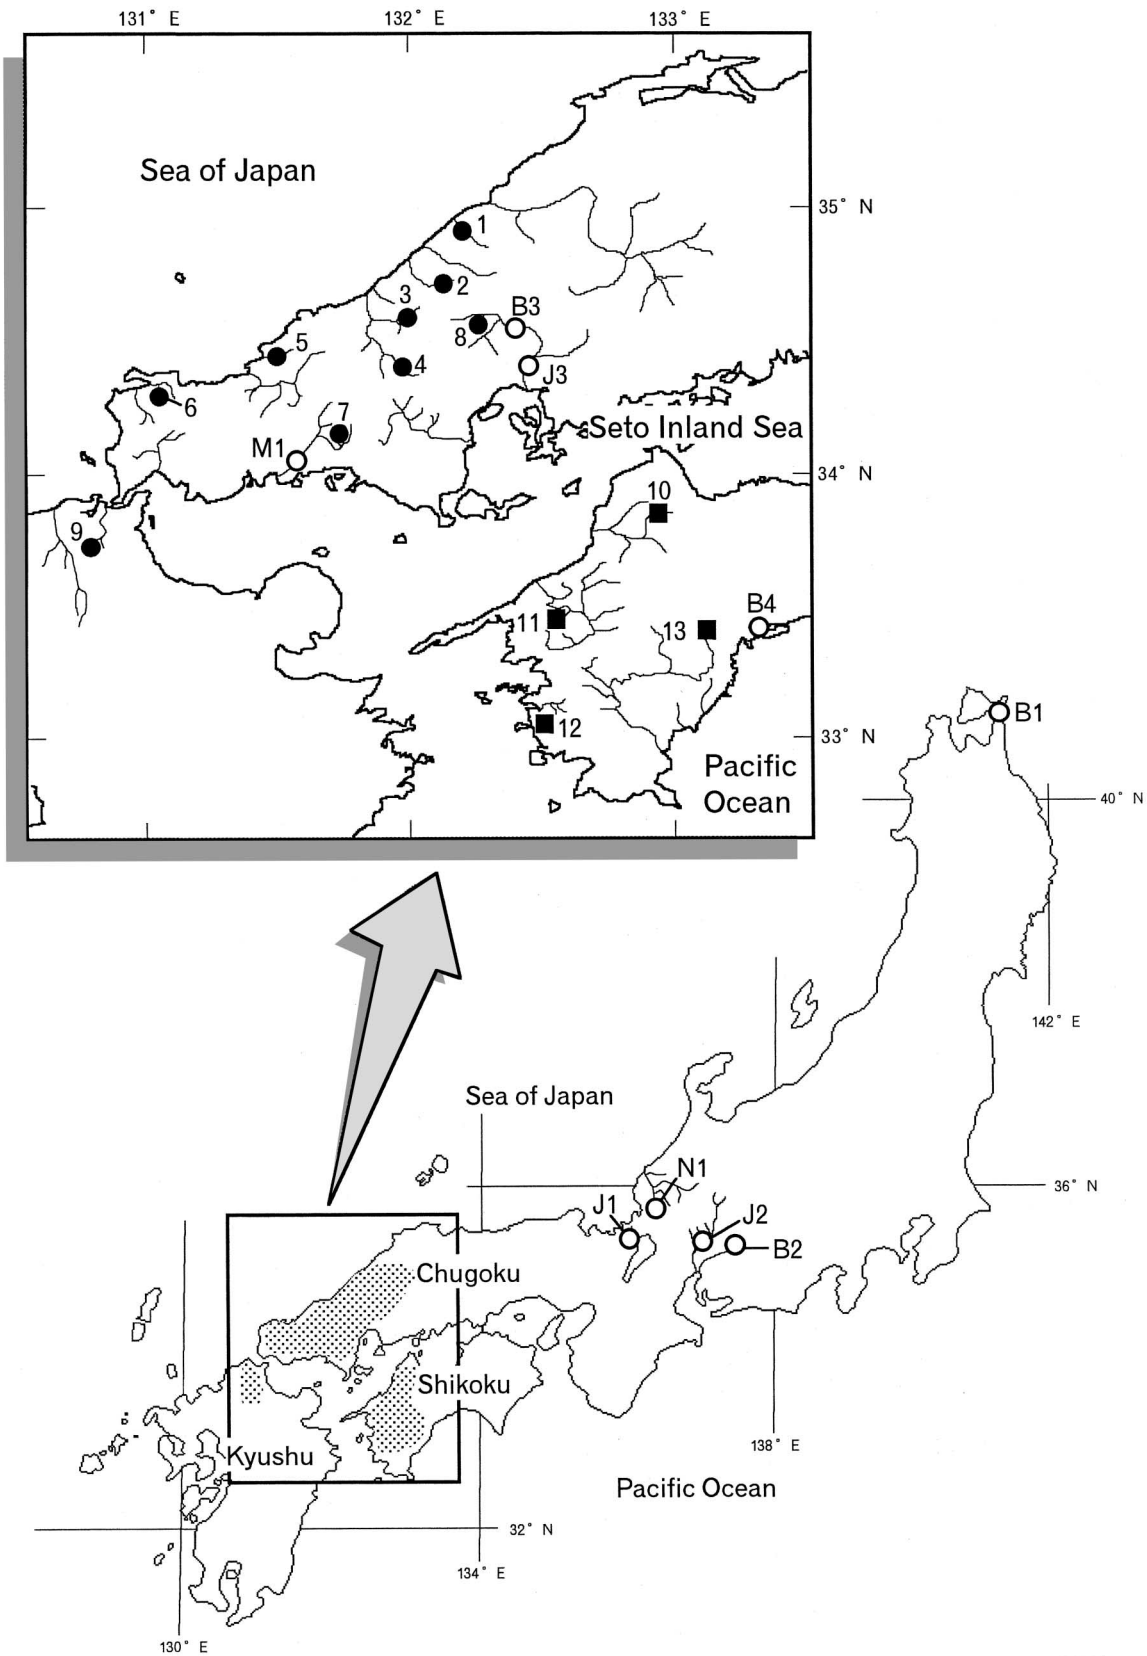 131° E
132° E
133° E
Sea of Japan
35° N
1
2
3
B3
8
5
4
J3
6
7
Seto Inland Sea
M1
34° N
10
9
B4
11
13
12
33° N
Pacific
Ocean
B1
40° N
142° E
Sea of Japan
N1
36° N
J1
J2
B2
Chugoku
Shikoku
138° E
Kyushu
Pacific Ocean
32° N
134° E
130° E